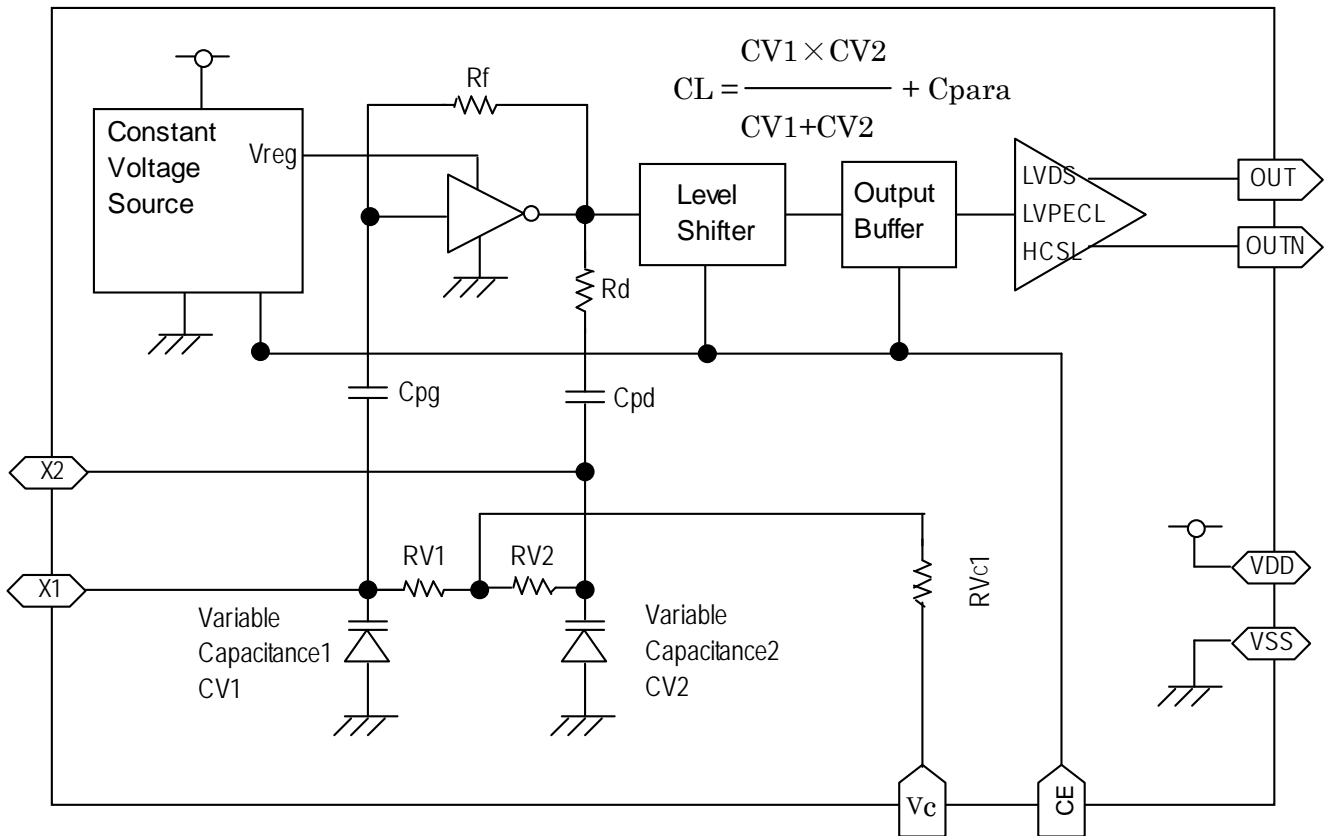 CV1×CV2
CL = + Cpara
CV1+CV2
Rf
Constant
Voltage
Source
Vreg
Level
Shifter
Output
Buffer
LVDS
LVPECL
HCSL
OUT
OUTN
Rd
Cpg
Cpd
X2
X1
RV1
RV2
RVC1
Variable
Capacitance1
CV1
Variable
Capacitance2
CV2
VDD
VSS
Vc
CE